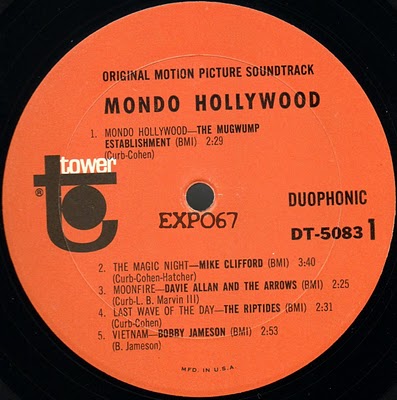 ORIGINAL MOTION PICTURE SOUNDTRACK
MONDO HOLLYWOOD
1. MONDO HOLLYWOOD—THE MUGWUMP
ESTABLISHMENT (BMI) 2:29
(Curb-Cohen)
tower
®
DUOPHONIC
EXPO67
DT-5083 1
2. THE MAGIC NIGHT—MIKE CLIFFORD (BMI) 3:40
(Curb-Cohen-Hatcher)
3. MOONFIRE—DAVIE ALLAN AND THE ARROWS (BMI) 2:25
(Curb-L. B. Marvin III)
4. LAST WAVE OF THE DAY—THE RIPTIDES (BMI) 2:31
(Curb-Cohen)
5. VIETNAM—BOBBY JAMESON (BMI) 2:53
(B. Jameson)
MFD. IN U.S.A.